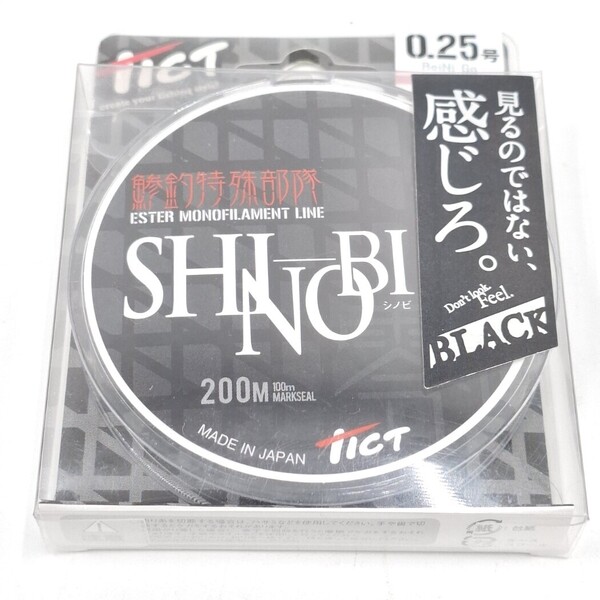 TICT
create your fishing style!
0.25号
鯵釣特殊部隊
ESTER MONOFILAMENT LINE
SHINOBI
シノビ
200M 100m MARKSEAL
MADE IN JAPAN
TICT
見るのではない、
感じろ。
Don't look
Feel.
BLACK